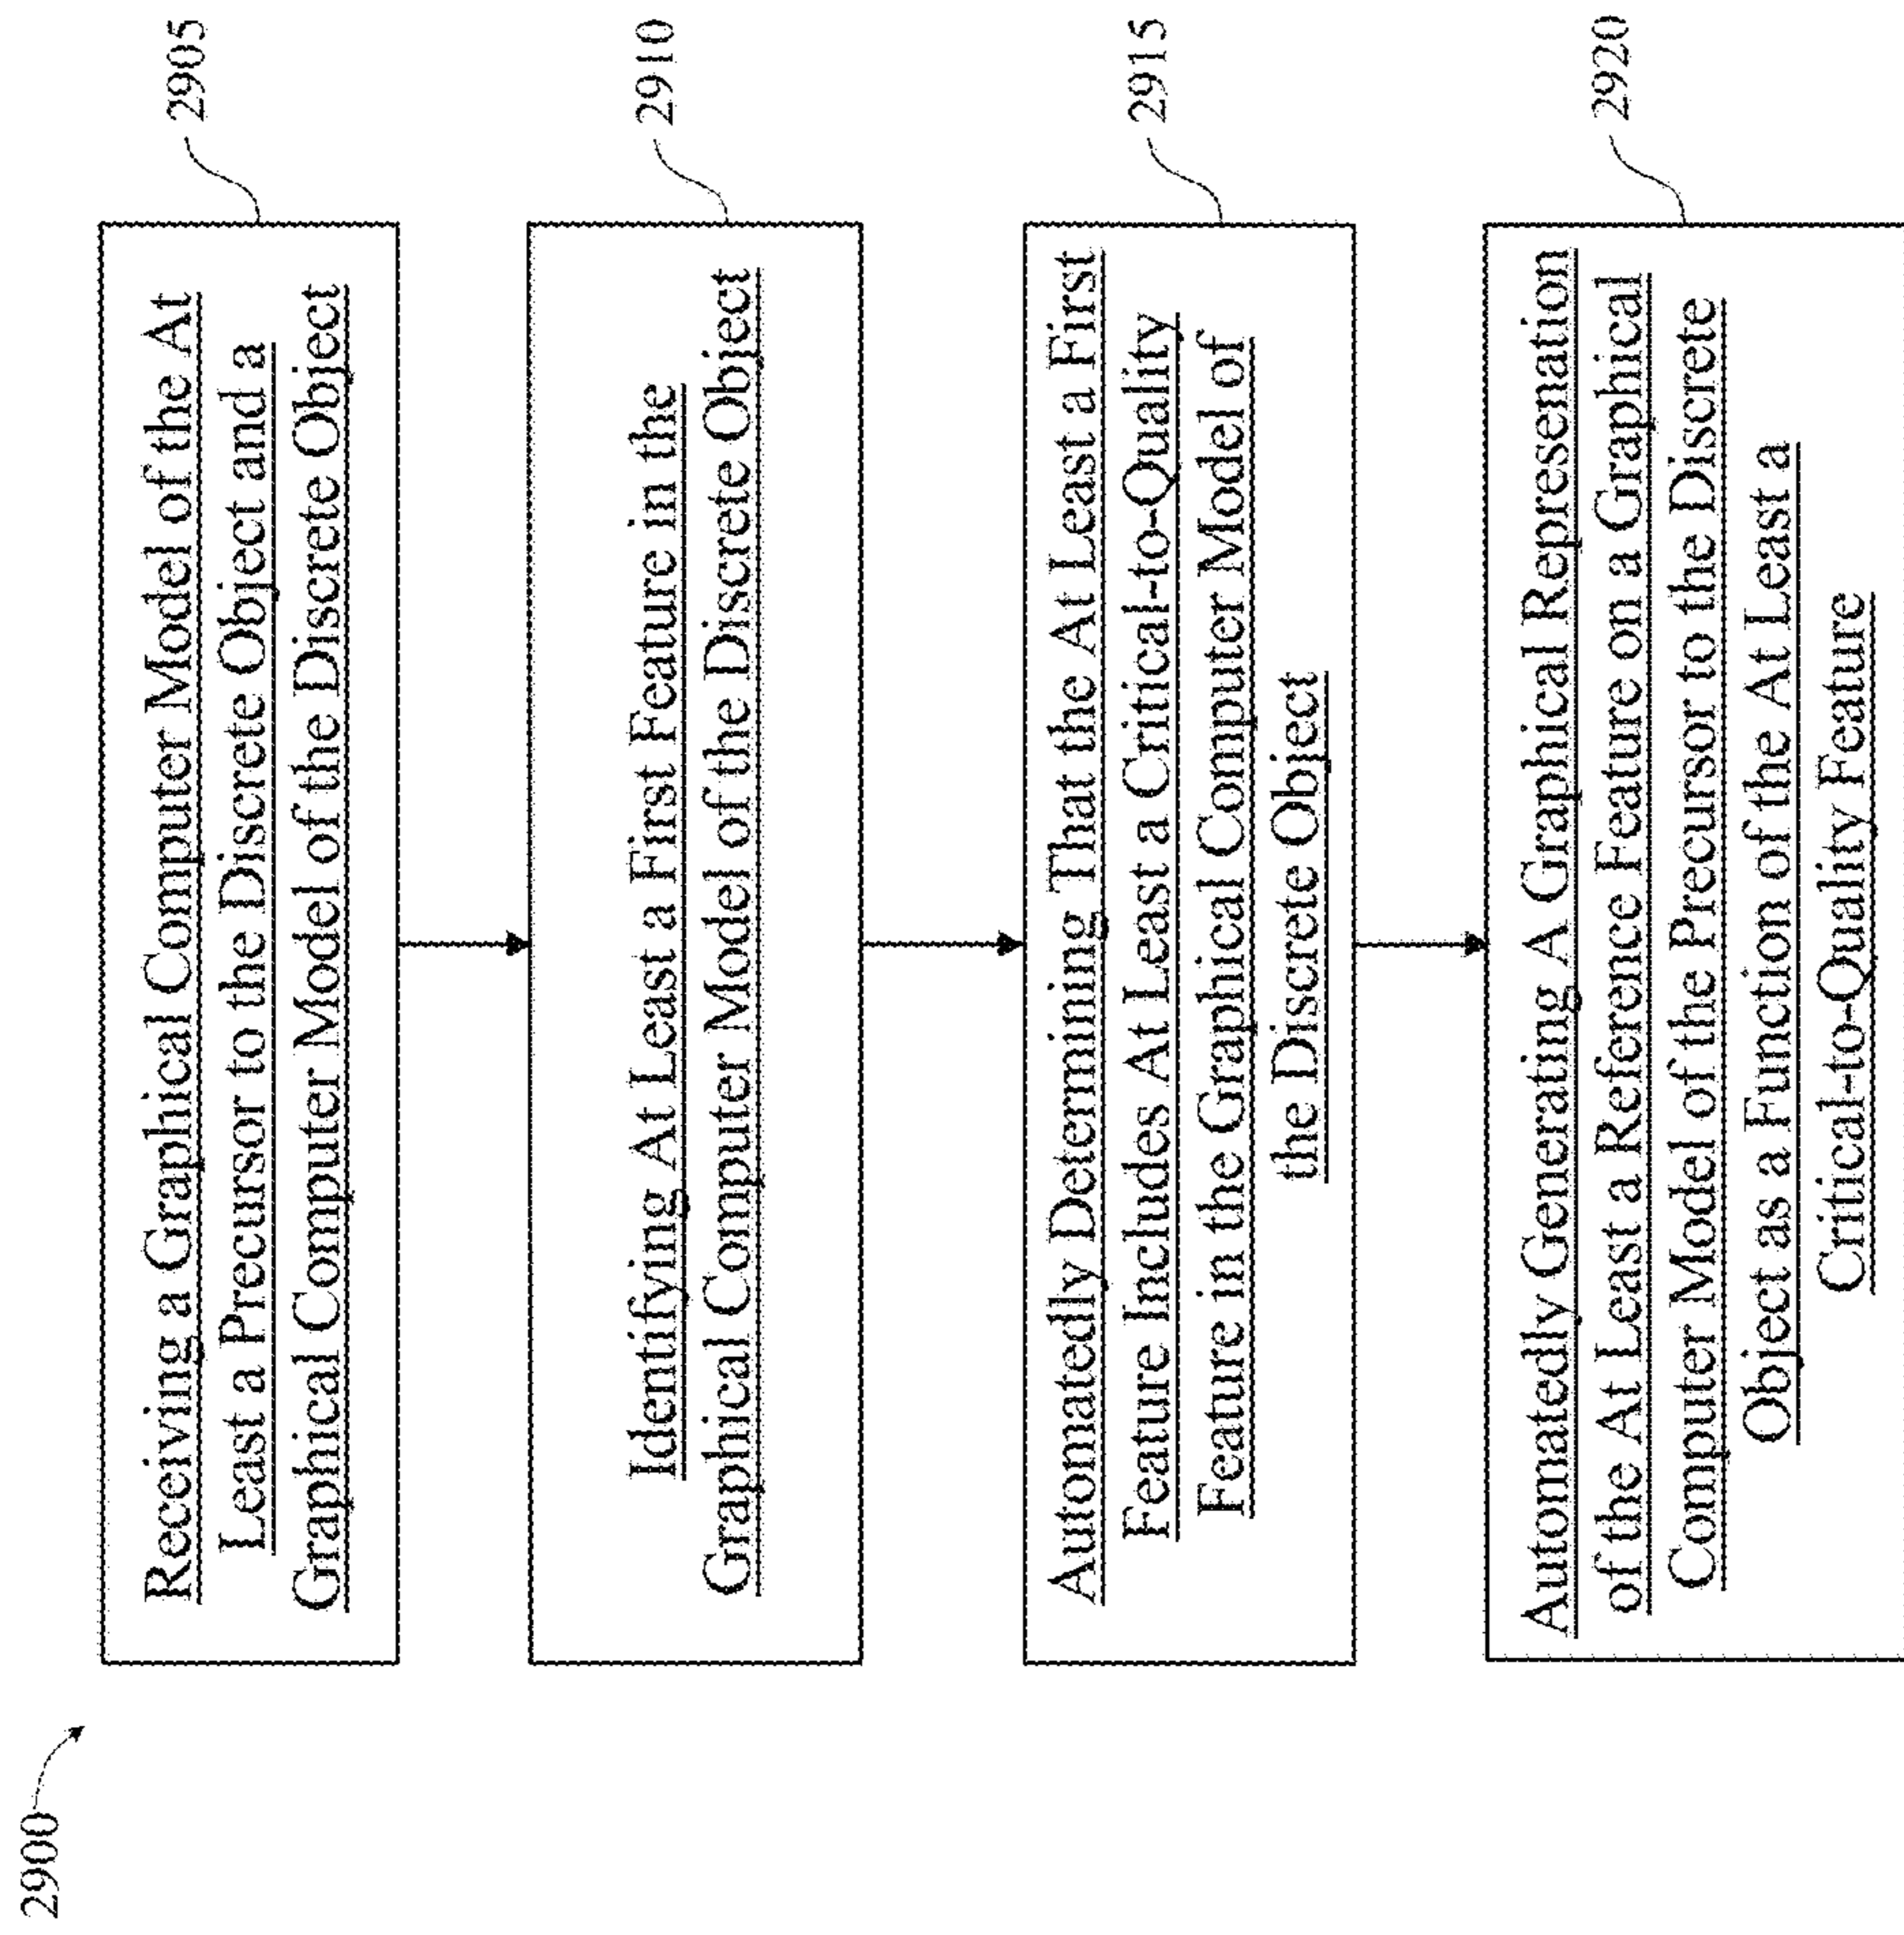 2900
Receiving a Graphical Computer Model of the At
Least a Precursor to the Discrete Object and a
Graphical Computer Model of the Discrete Object
2905
Identifying At Least a First Feature in the
Graphical Computer Model of the Discrete Object
2910
Automatedly Determining That the At Least a First
Feature Includes At Least a Critical-to-Quality
Feature in the Graphical Computer Model of
the Discrete Object
2915
Automatedly Generating A Graphical Represenation
of the At Least a Reference Feature on a Graphical
Computer Model of the Precursor to the Discrete
Object as a Function of the At Least a
Critical-to-Quality Feature
2920